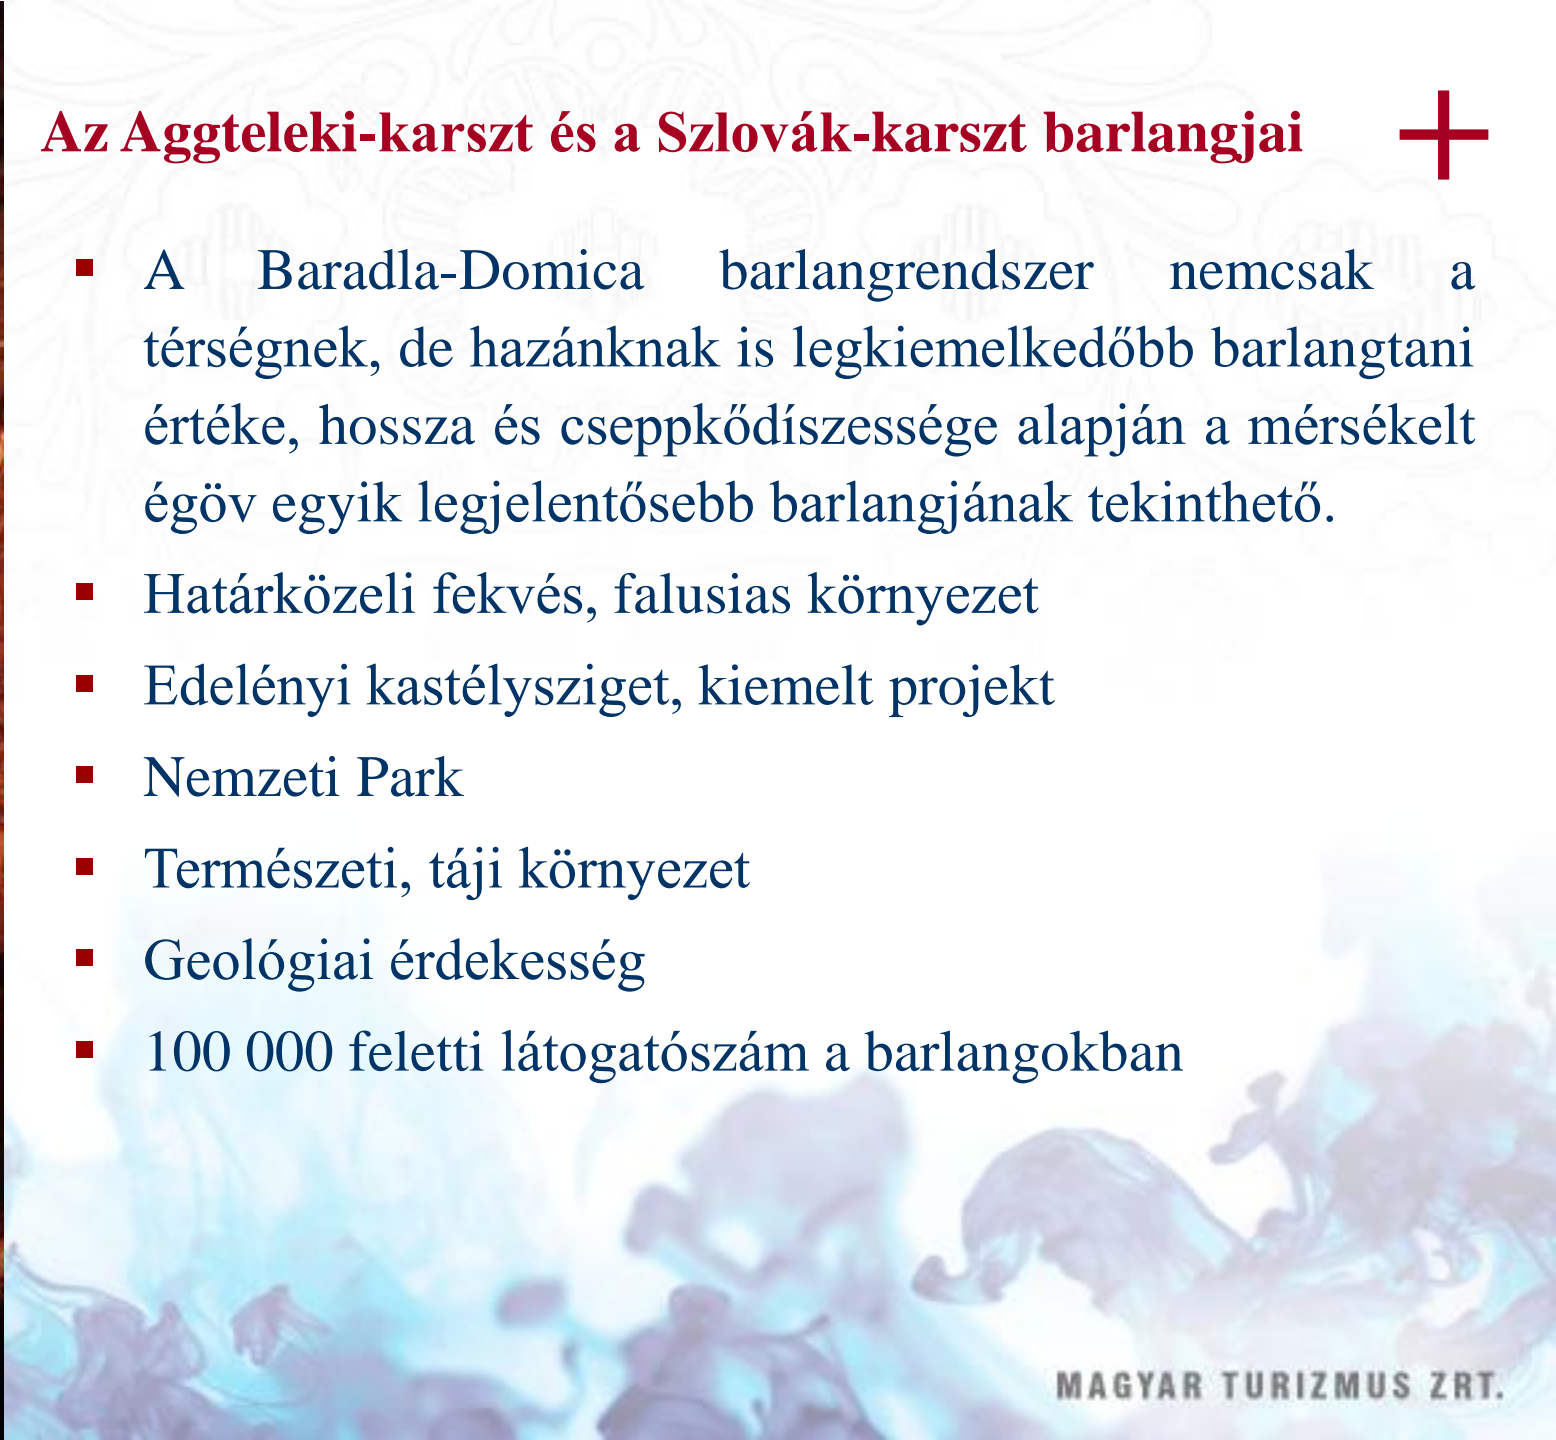 Az Aggteleki-karszt és a Szlovák-karszt barlangjai
A Baradla-Domica barlangrendszer nemcsak a
térségnek, de hazánknak is legkiemelkedőbb barlangtani
értéke, hossza és cseppkődíszessége alapján a mérsékelt
égöv egyik legjelentősebb barlangjának tekinthető.
Határközeli fekvés, falusias környezet
Edelényi kastélysziget, kiemelt projekt
Nemzeti Park
Természeti, táji környezet
Geológiai érdekesség
100 000 feletti látogatószám a barlangokban
MAGYAR TURIZMUS ZRT.